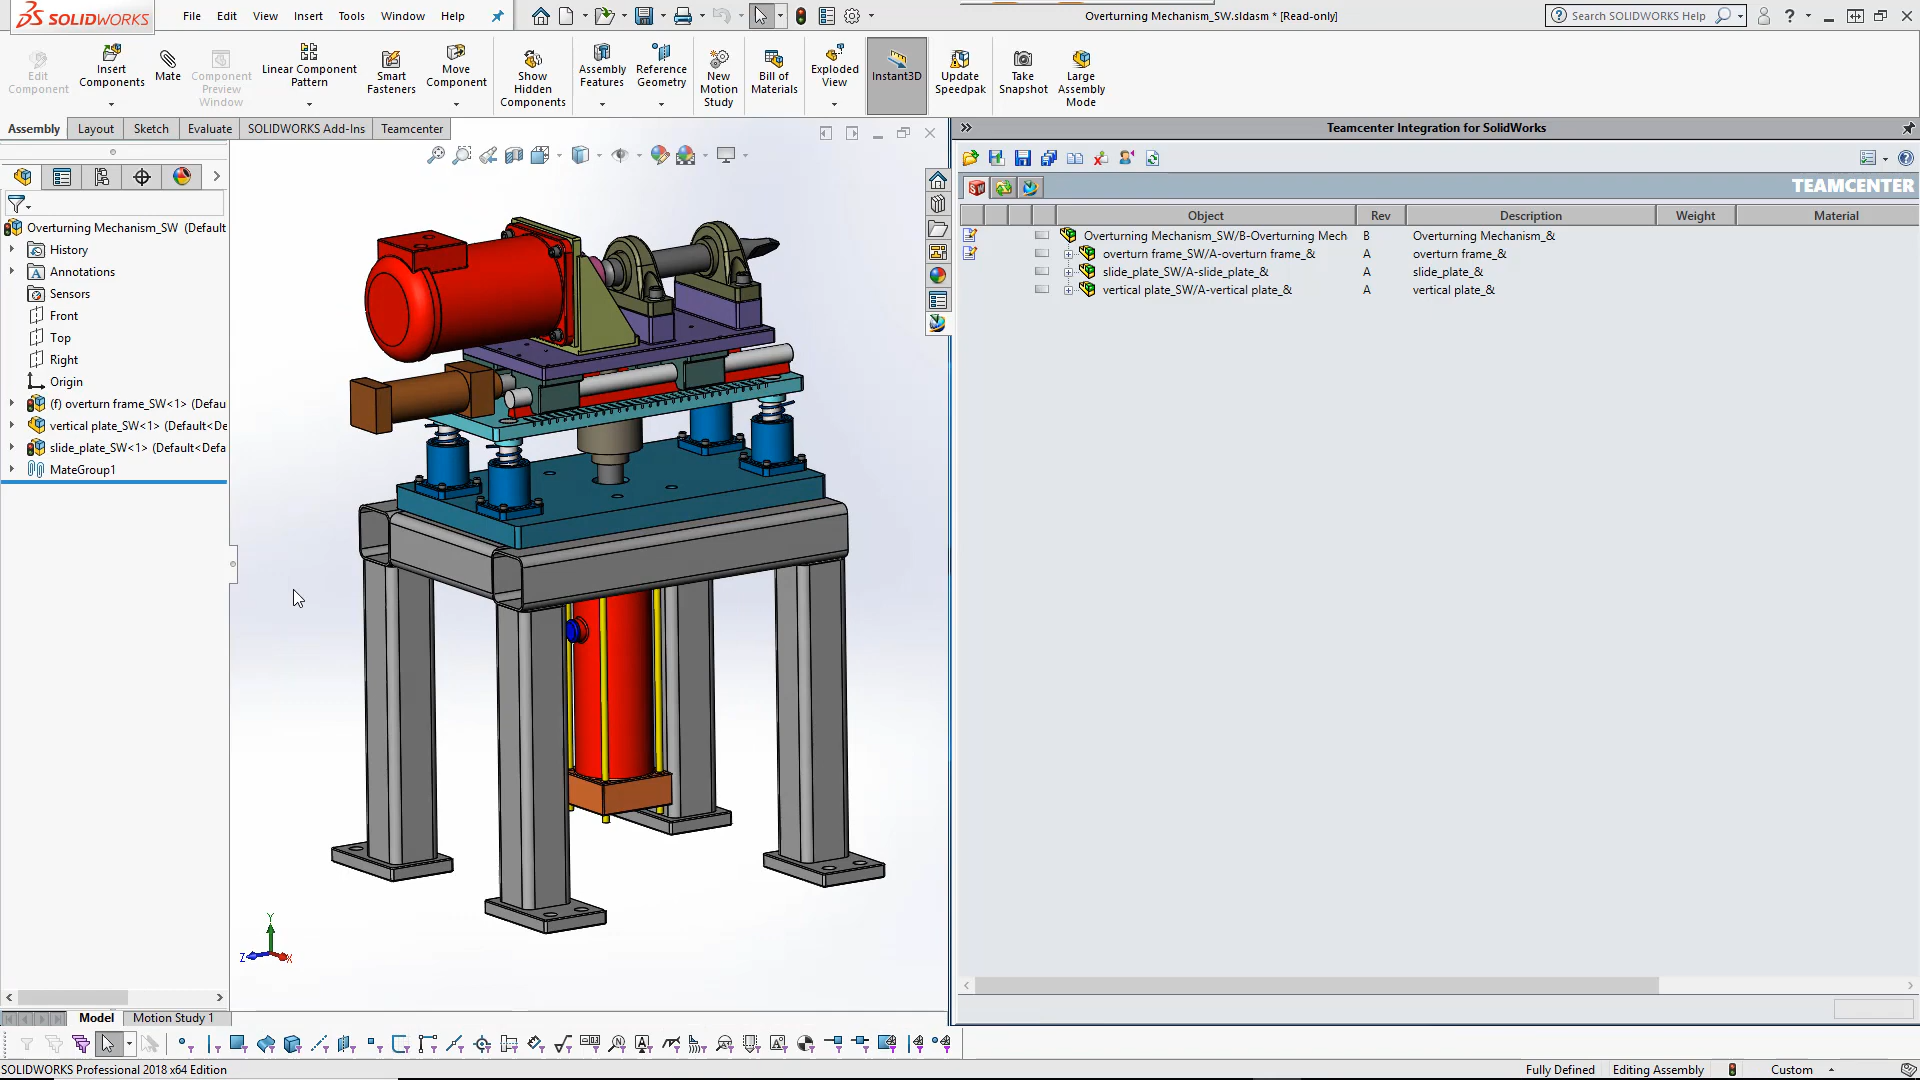 SOLIDWORKS File Edit View Insert Tools Window Help Overturning Mechanism_SW.sldasm * [Read-only] Search SOLIDWORKS Help ?
Edit Component
Insert Components
Mate
Component Preview Window
Linear Component Pattern
Smart Fasteners
Move Component
Show Hidden Components
Assembly Features
Reference Geometry
New Motion Study
Bill of Materials
Exploded View
Instant3D
Update Speedpak
Take Snapshot
Large Assembly Mode
Assembly Layout Sketch Evaluate SOLIDWORKS Add-Ins Teamcenter
Teamcenter Integration for SolidWorks
TEAMCENTER
Object Rev Description Weight Material
Overturning Mechanism_SW/B-Overturning Mech B Overturning Mechanism_&
overturn frame_SW/A-overturn frame_& A overturn frame_&
slide_plate_SW/A-slide_plate_& A slide_plate_&
vertical plate_SW/A-vertical plate_& A vertical plate_&
Overturning Mechanism_SW (Default
History
Annotations
Sensors
Front
Top
Right
Origin
(f) overturn frame_SW<1> (Defau
vertical plate_SW<1> (Default<De
slide_plate_SW<1> (Default<Defa
MateGroup1
Y
Z X
Model Motion Study 1
SOLIDWORKS Professional 2018 x64 Edition Fully Defined Editing Assembly Custom